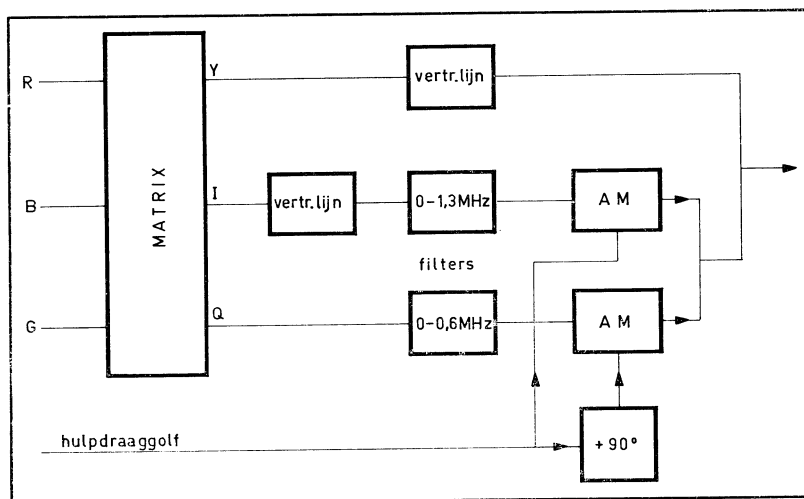 R
Y
vertr.lijn
MATRIX
B
I
vertr.lijn
0-1,3MHz
AM
filters
G
Q
0-0,6MHz
AM
hulpdraaggolf
+90°